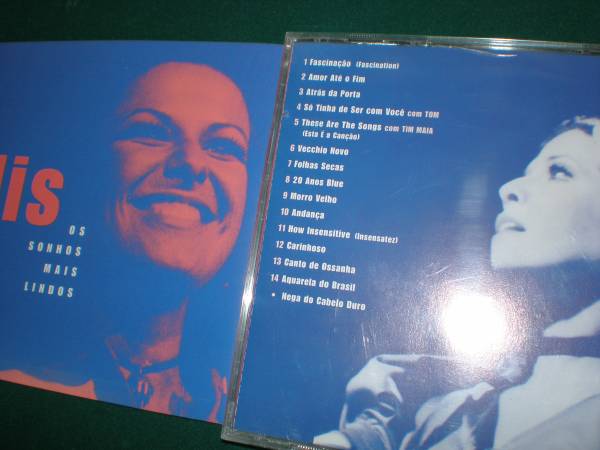 lis
OS
SONHOS
MAIS
LINDOS
1 Fascinação (Fascination)
2 Amor Até o Fim
3 Atrás da Porta
4 Só Tinha de Ser com Você com TOM
5 These Are The Songs com TIM MAIA
(Esta É a Canção)
6 Vecchio Novo
7 Folhas Secas
8 20 Anos Blue
9 Morro Velho
10 Andança
11 How Insensitive (Insensatez)
12 Carinhoso
13 Canto de Ossanha
14 Aquarela do Brasil
• Nega do Cabelo Duro